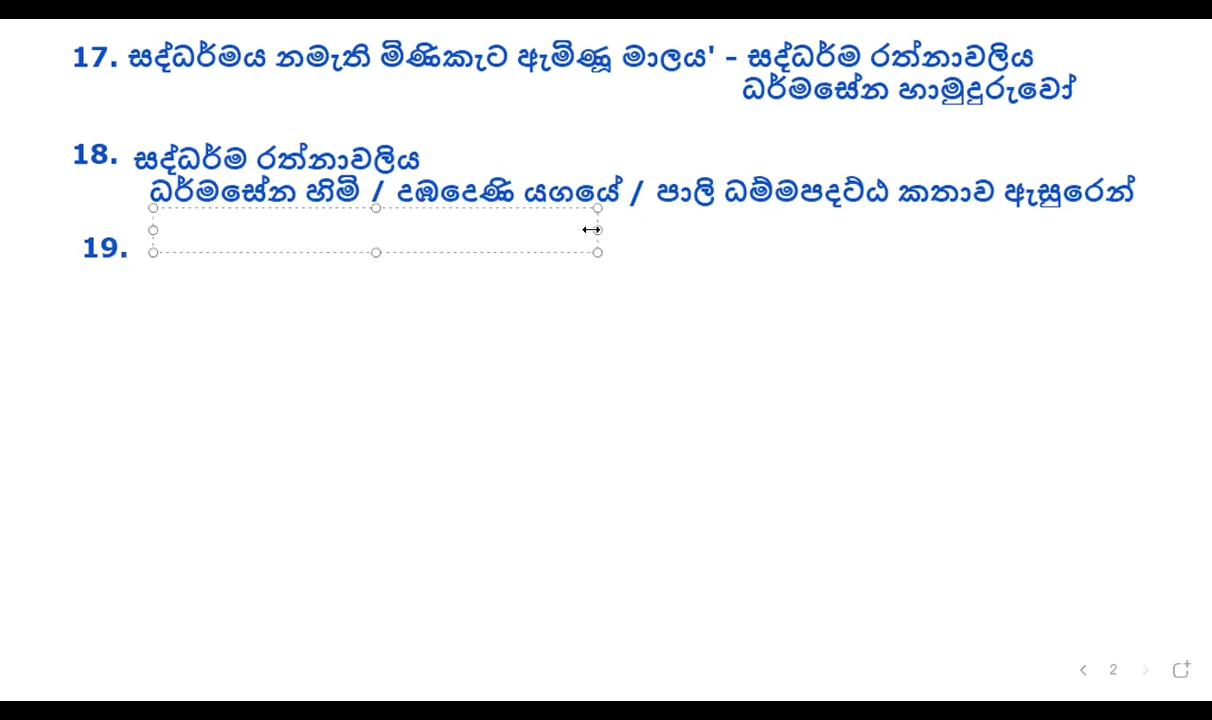 17. සද්ධර්මය නමැති මිණිකැට ඇමිණූ මාලය' - සද්ධර්ම රත්නාවලිය
ධර්මසේන හාමුදුරුවෝ
18. සද්ධර්ම රත්නාවලිය
ධර්මසේන හිමි / දඹදෙණි යගයේ / පාලි ධම්මපදට්ඨ කතාව ඇසුරෙන්
19.
2